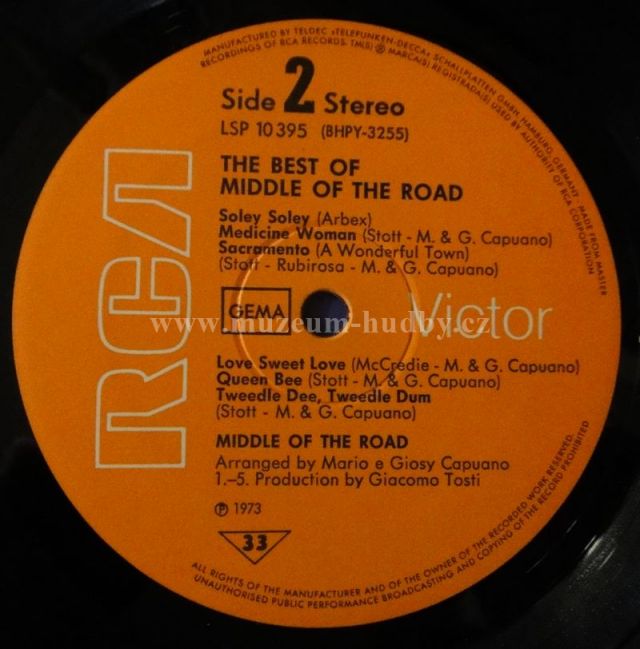 MANUFACTURED BY TELDEC »TELEFUNKEN-DECCA« SCHALLPLATTEN GMBH, HAMBURG, GERMANY · MADE FROM MASTER
RECORDINGS OF RCA RECORDS. TM(S) ® MARCA(S) REGISTRADA(S) USED BY AUTHORITY OF RCA CORPORATION
Side 2 Stereo
LSP 10395 (BHPY-3255)
THE BEST OF
MIDDLE OF THE ROAD
Soley Soley (Arbex)
Medicine Woman (Stott - M. & G. Capuano)
Sacramento (A Wonderful Town)
(Stott - Rubirosa - M. & G. Capuano)
RCA
GEMA
Victor
www.muzeum-hudby.cz
Love Sweet Love (McCredie - M. & G. Capuano)
Queen Bee (Stott - M. & G. Capuano)
Tweedle Dee, Tweedle Dum
(Stott - M. & G. Capuano)
MIDDLE OF THE ROAD
Arranged by Mario e Giosy Capuano
1.–5. Production by Giacomo Tosti
℗ 1973
33
ALL RIGHTS OF THE MANUFACTURER AND OF THE OWNER OF THE RECORDED WORK RESERVED.
UNAUTHORISED PUBLIC PERFORMANCE BROADCASTING AND COPYING OF THE RECORD PROHIBITED